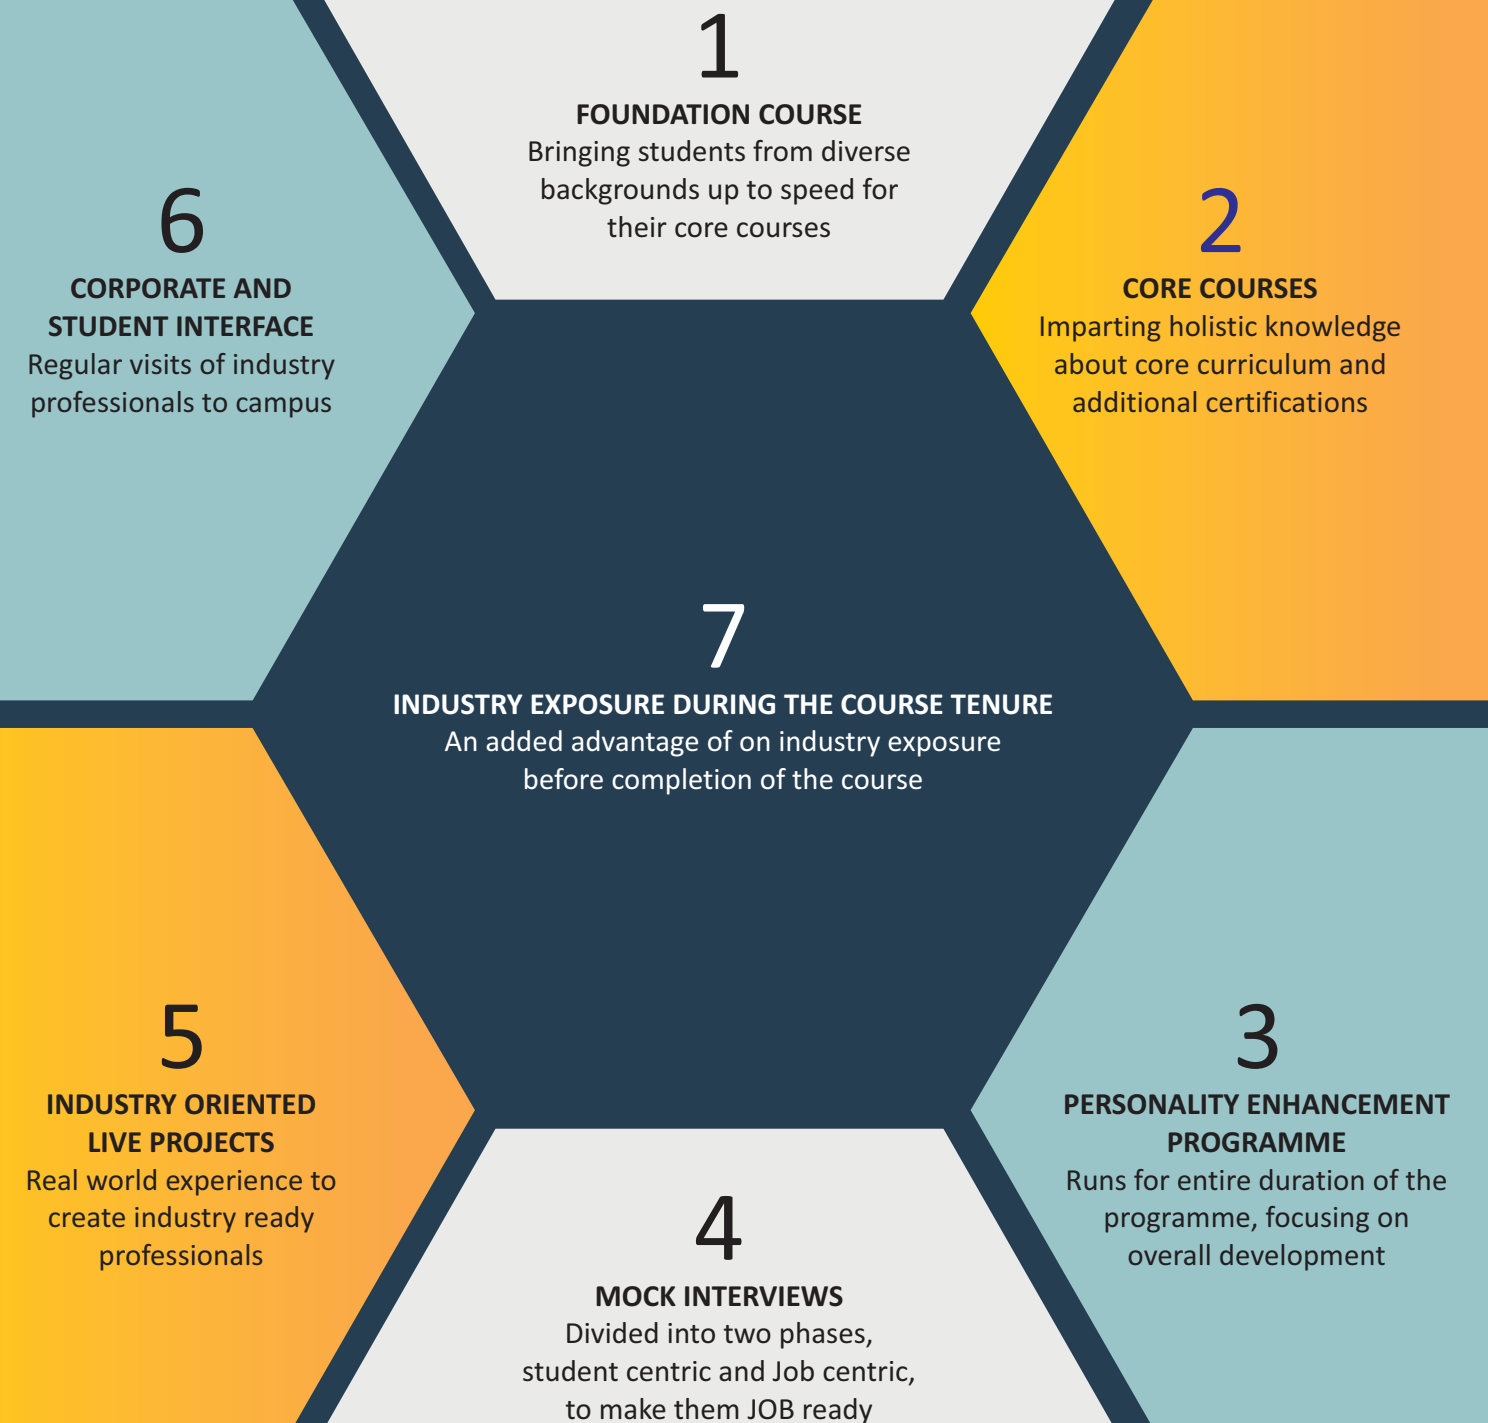 1
FOUNDATION COURSE
Bringing students from diverse
backgrounds up to speed for
their core courses
2
CORE COURSES
Imparting holistic knowledge
about core curriculum and
additional certifications
3
PERSONALITY ENHANCEMENT
PROGRAMME
Runs for entire duration of the
programme, focusing on
overall development
4
MOCK INTERVIEWS
Divided into two phases,
student centric and Job centric,
to make them JOB ready
5
INDUSTRY ORIENTED
LIVE PROJECTS
Real world experience to
create industry ready
professionals
6
CORPORATE AND
STUDENT INTERFACE
Regular visits of industry
professionals to campus
7
INDUSTRY EXPOSURE DURING THE COURSE TENURE
An added advantage of on industry exposure
before completion of the course